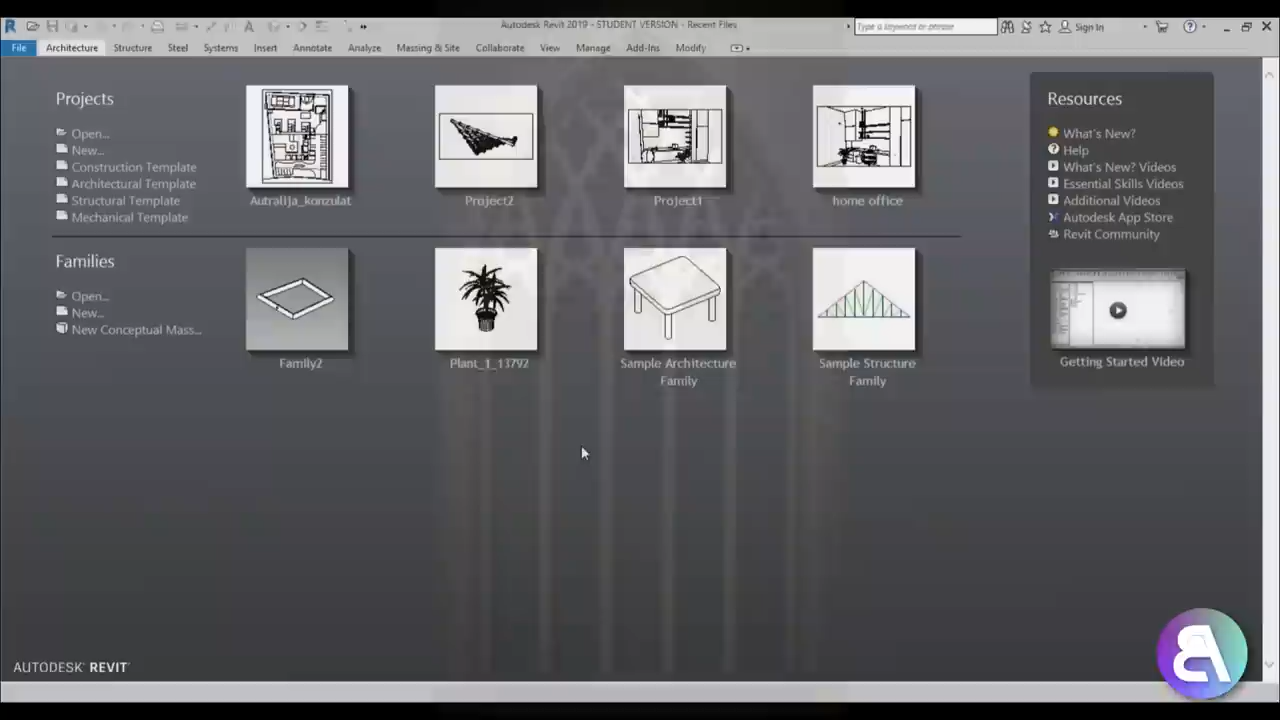 Autodesk Revit 2019 - STUDENT VERSION - Recent Files
Type a keyword or phrase
Sign In
File Architecture Structure Steel Systems Insert Annotate Analyze Massing & Site Collaborate View Manage Add-Ins Modify
Projects
Open...
New...
Construction Template
Architectural Template
Structural Template
Mechanical Template
Autralija_konzulat
Project2
Project1
home office
Families
Open...
New...
New Conceptual Mass...
Family2
Plant_1_13792
Sample Architecture
Family
Sample Structure
Family
Resources
What's New?
Help
What's New? Videos
Essential Skills Videos
Additional Videos
Autodesk App Store
Revit Community
Getting Started Video
AUTODESK® REVIT®